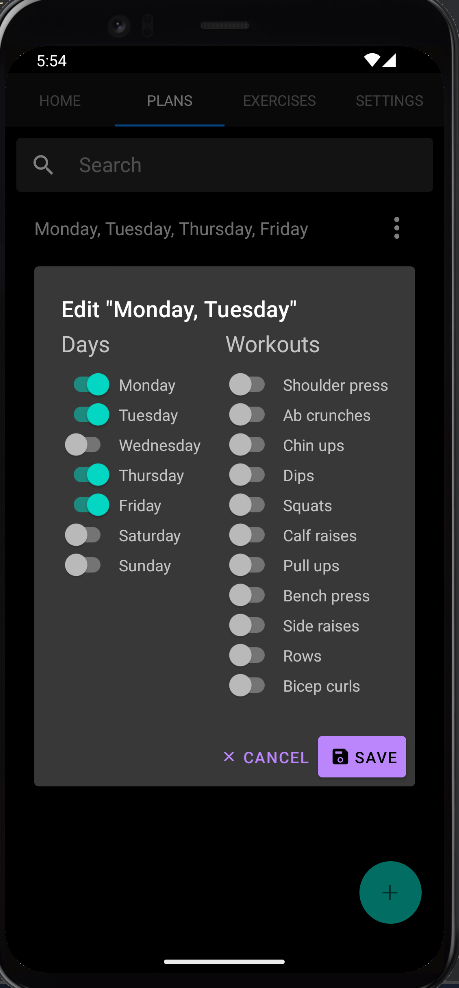 5:54
HOME PLANS EXERCISES SETTINGS
Search
Monday, Tuesday, Thursday, Friday
Edit "Monday, Tuesday"
Days
Monday
Tuesday
Wednesday
Thursday
Friday
Saturday
Sunday
Workouts
Shoulder press
Ab crunches
Chin ups
Dips
Squats
Calf raises
Pull ups
Bench press
Side raises
Rows
Bicep curls
CANCEL SAVE